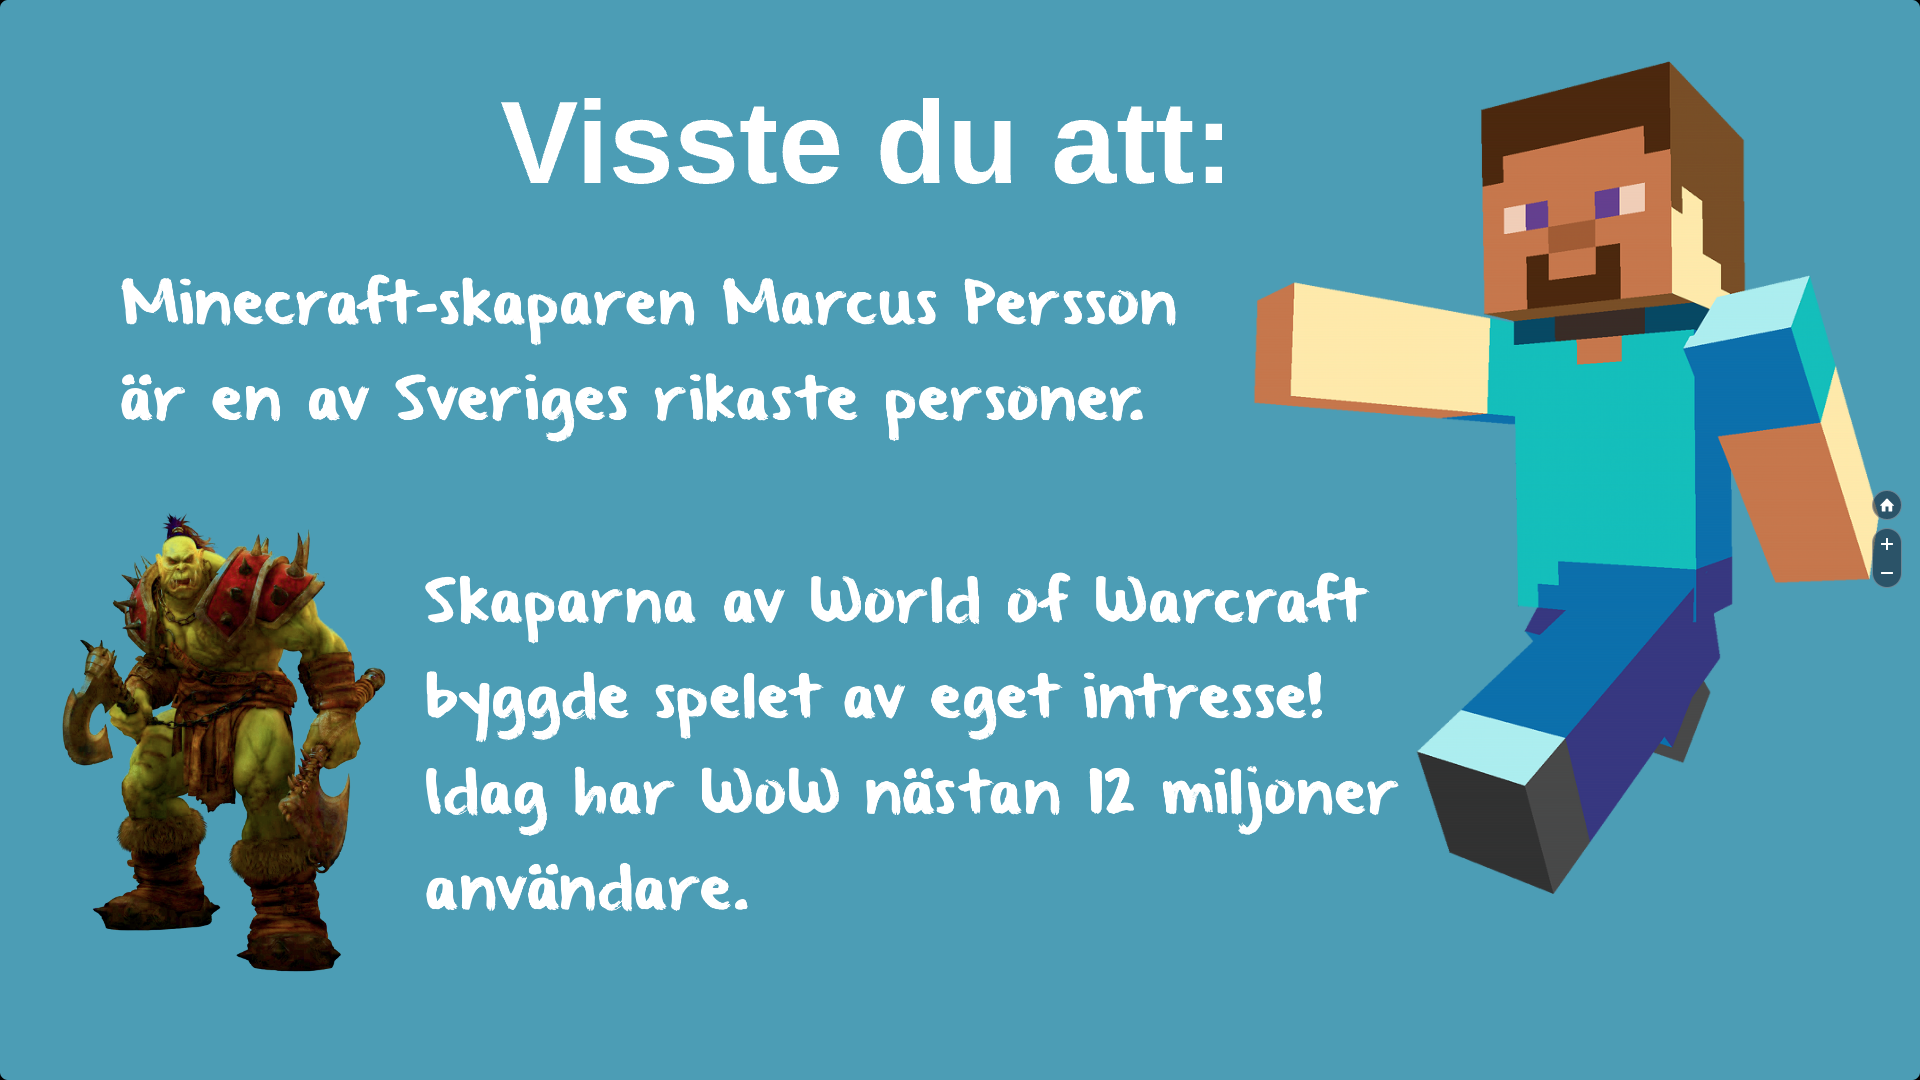 Visste du att:
Minecraft-skaparen Marcus Persson
är en av Sveriges rikaste personer.
Skaparna av World of Warcraft
byggde spelet av eget intresse!
Idag har WoW nästan 12 miljoner
användare.